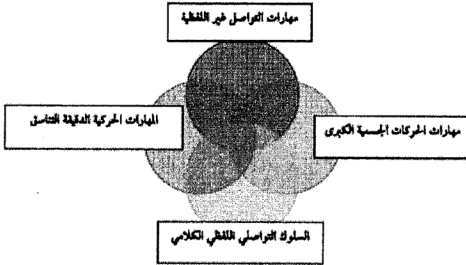 مهارات التواصل غير اللفظية
المهارات الحركية الدقيقة التناسق
مهارات الحركات الجسمية الكبرى
السلوك التواصلي اللفظي الكلامي